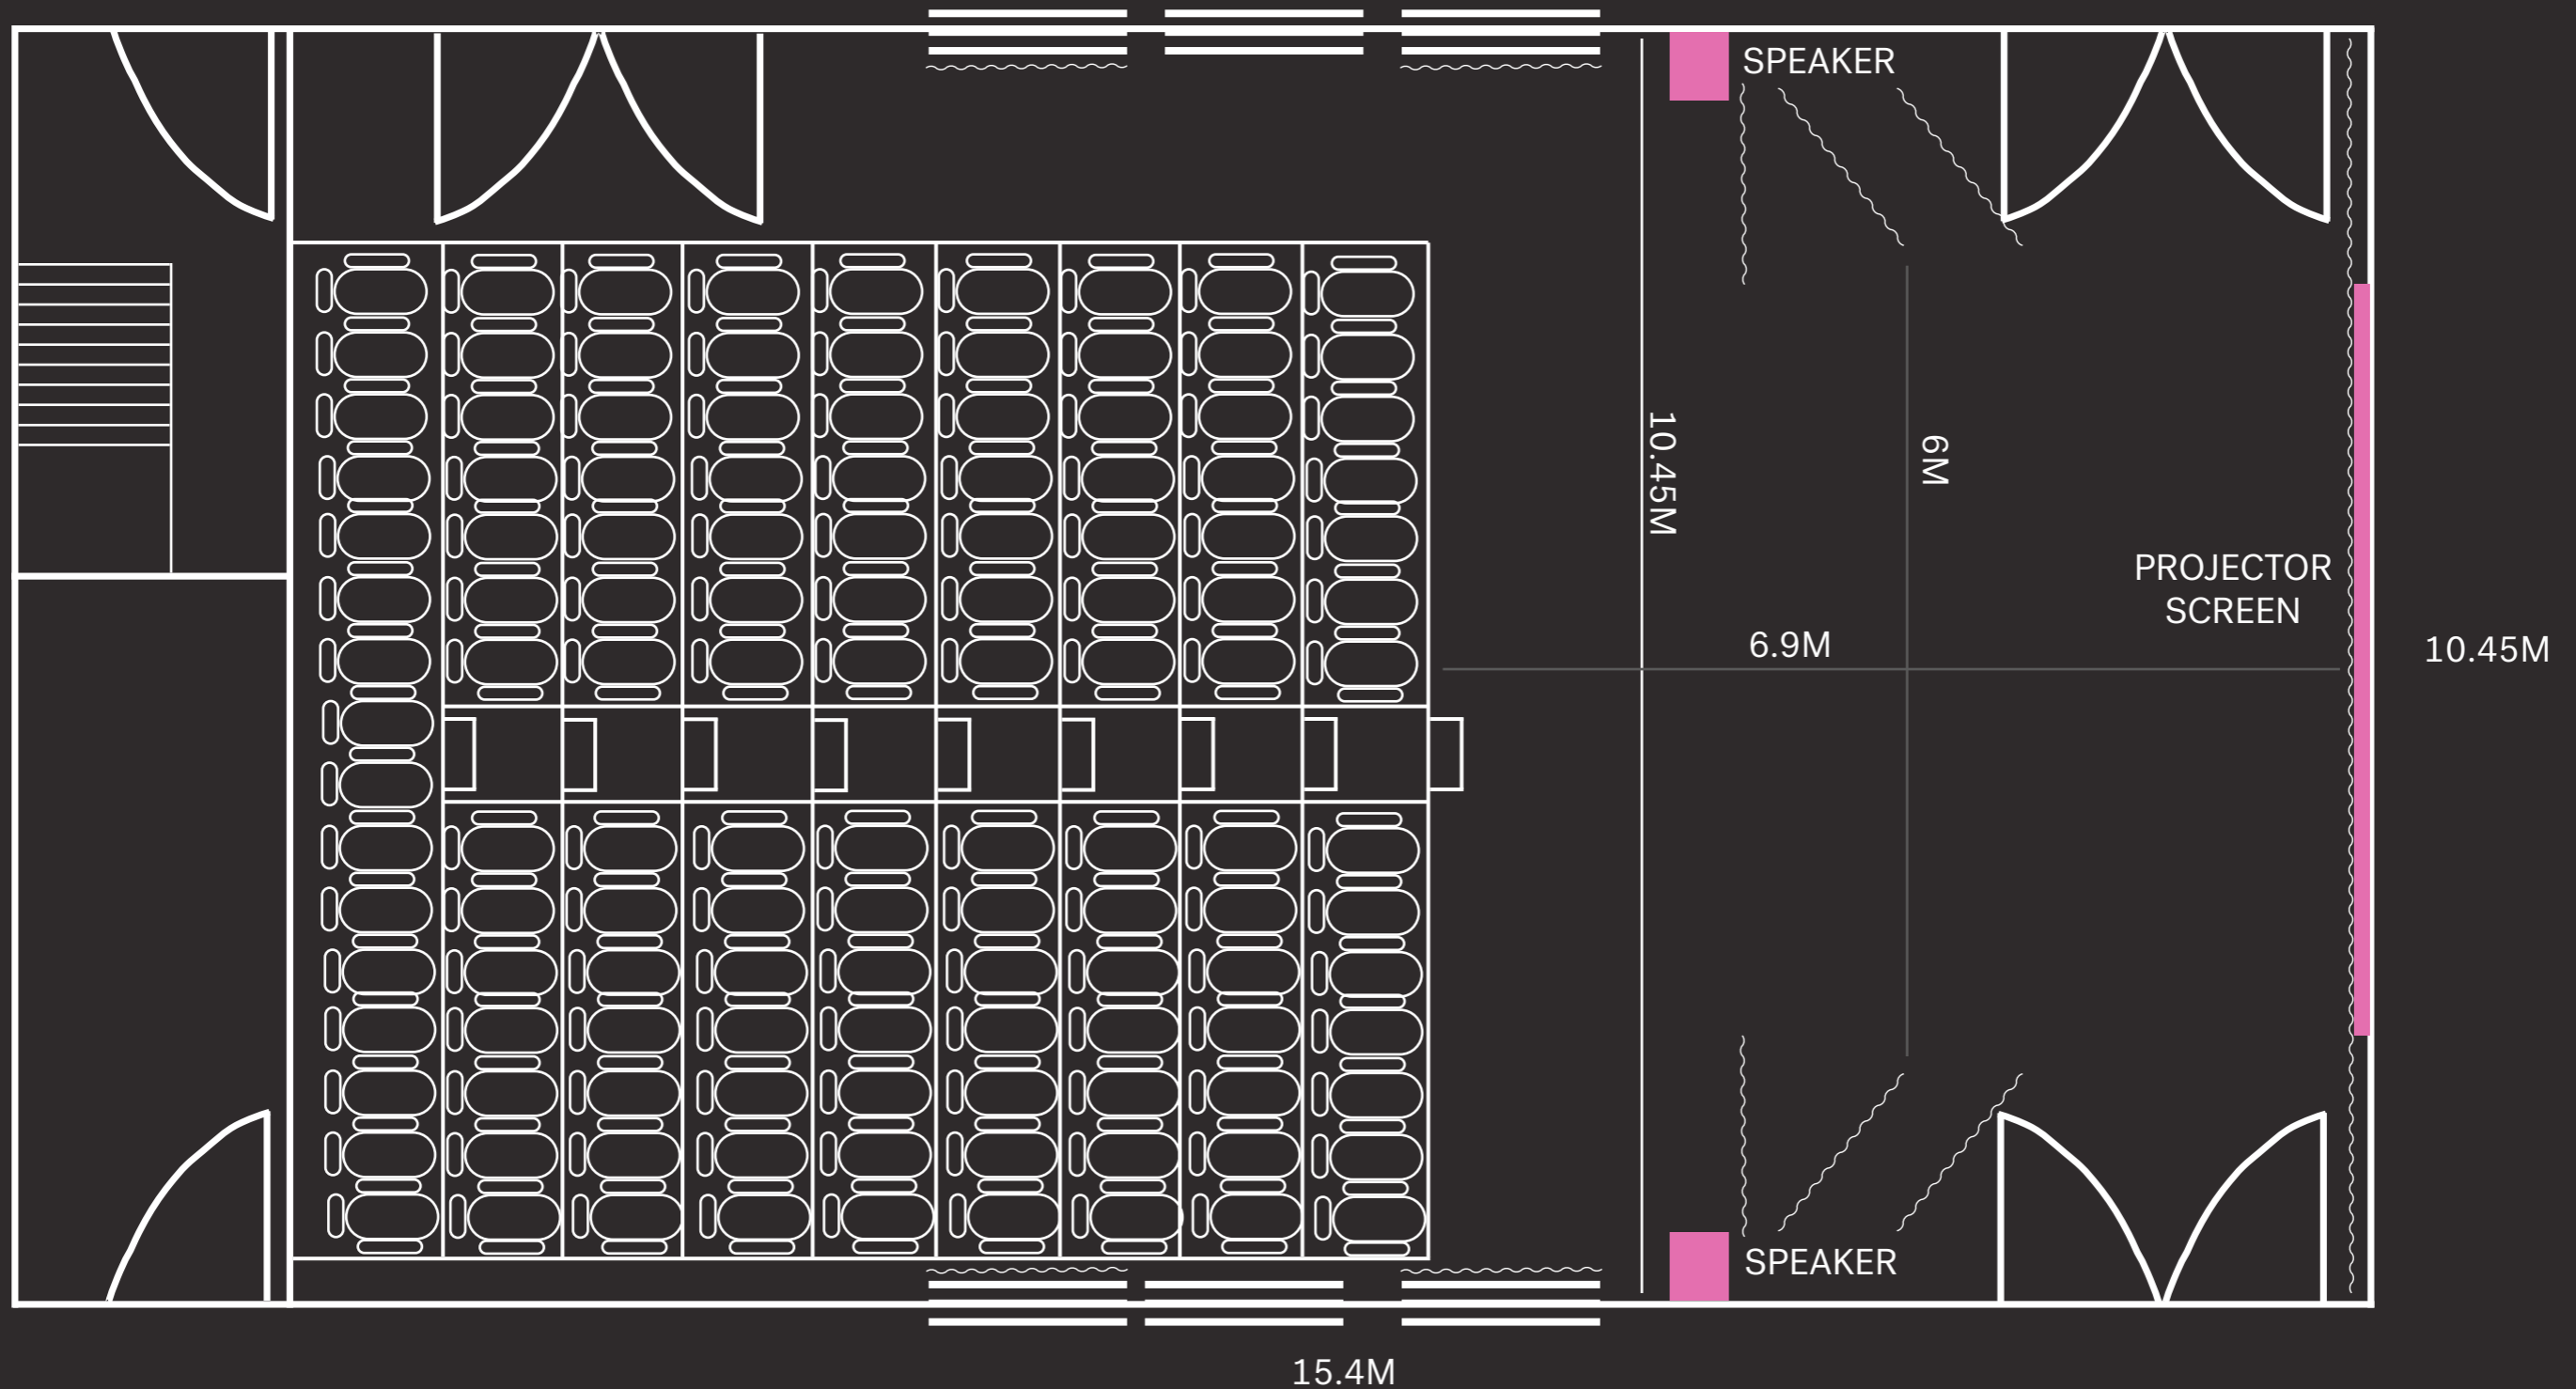 SPEAKER
10.45M
6M
PROJECTOR
SCREEN
6.9M
10.45M
SPEAKER
15.4M